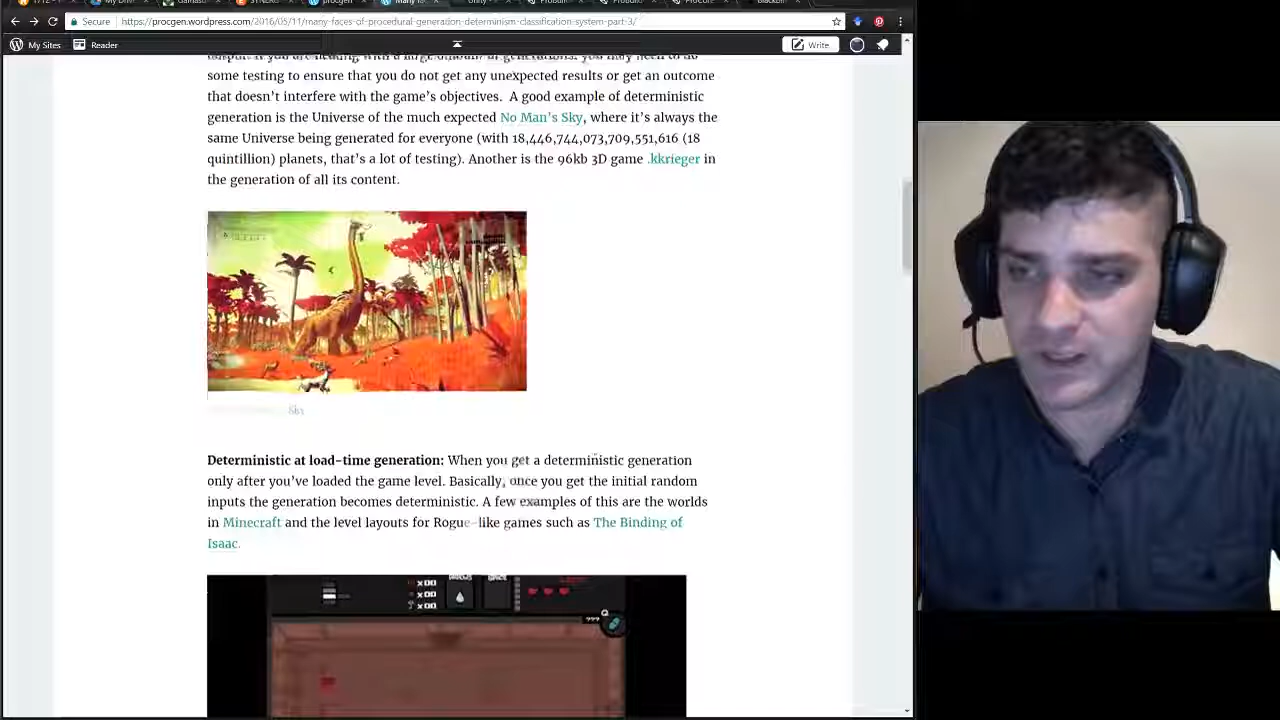 Secure https://procgen.wordpress.com/2016/05/11/many-faces-of-procedural-generation-determinism-classification-system-part-3/
My Sites Reader Write
some testing to ensure that you do not get any unexpected results or get an outcome
that doesn't interfere with the game's objectives. A good example of deterministic
generation is the Universe of the much expected No Man's Sky, where it's always the
same Universe being generated for everyone (with 18,446,744,073,709,551,616 (18
quintillion) planets, that's a lot of testing). Another is the 96kb 3D game .kkrieger in
the generation of all its content.
Sky
Deterministic at load-time generation: When you get a deterministic generation
only after you've loaded the game level. Basically, once you get the initial random
inputs the generation becomes deterministic. A few examples of this are the worlds
in Minecraft and the level layouts for Rogue-like games such as The Binding of
Isaac.
x00
x00
x00
???